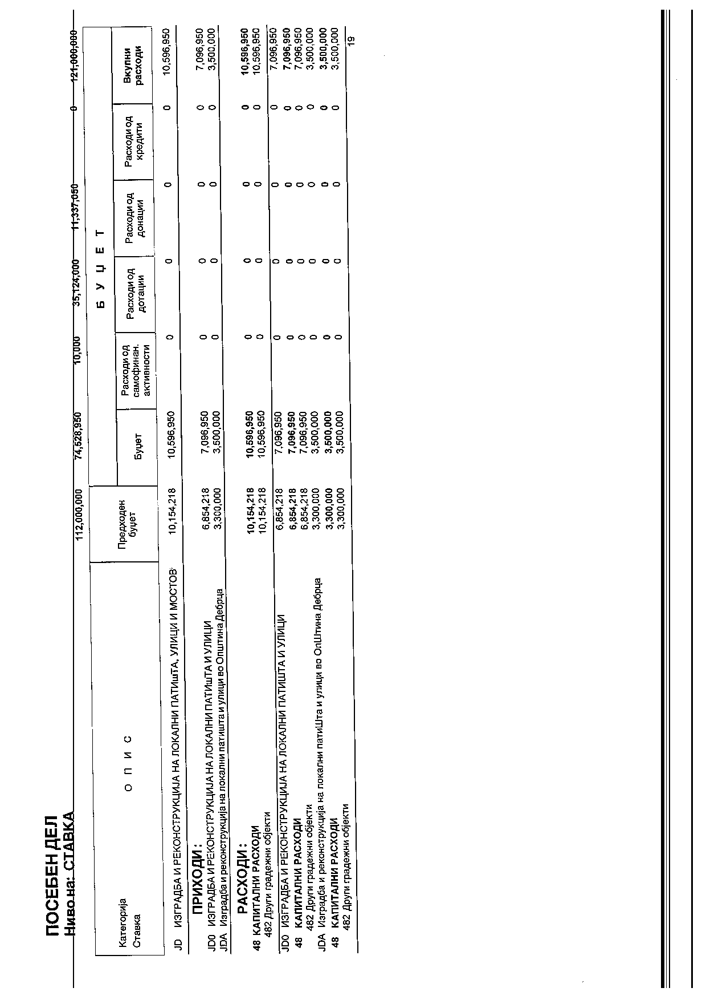 ПОСЕБЕН ДЕЛ
Ниво на: СТАВКА
112,000,000 74,528,950 10,000 35,124,000 11,337,050 0 121,000,000
Категорија
Ставка
О П И С
Предходен
буџет
Б У Џ Е Т
Буџет
Расходи од
самофинан.
активности
Расходи од
дотации
Расходи од
донации
Расходи од
кредити
Вкупни
расходи
JD ИЗГРАДБА И РЕКОНСТРУКЦИЈА НА ЛОКАЛНИ ПАТИшТА, УЛИЦИ И МОСТОВ 10,154,218 10,596,950 0 0 0 0 10,596,950
ПРИХОДИ :
JD0 ИЗГРАДБА И РЕКОНСТРУКЦИЈА НА ЛОКАЛНИ ПАТИшТА И УЛИЦИ 6,854,218 7,096,950 0 0 0 0 7,096,950
JDA Изградба и реконструкција на локални патишта и улици во Општина Дебрца 3,300,000 3,500,000 0 0 0 0 3,500,000
РАСХОДИ :
48 КАПИТАЛНИ РАСХОДИ 10,154,218 10,596,950 0 0 0 0 10,596,950
482 Други градежни објекти 10,154,218 10,596,950 0 0 0 0 10,596,950
JD0 ИЗГРАДБА И РЕКОНСТРУКЦИЈА НА ЛОКАЛНИ ПАТИШТА И УЛИЦИ 6,854,218 7,096,950 0 0 0 0 7,096,950
48 КАПИТАЛНИ РАСХОДИ 6,854,218 7,096,950 0 0 0 0 7,096,950
482 Други градежни објекти 6,854,218 7,096,950 0 0 0 0 7,096,950
JDA Изградба и реконструкција на локални патиШта и улици во ОпШтина Дебрца 3,300,000 3,500,000 0 0 0 0 3,500,000
48 КАПИТАЛНИ РАСХОДИ 3,300,000 3,500,000 0 0 0 0 3,500,000
482 Други градежни објекти 3,300,000 3,500,000 0 0 0 0 3,500,000
19